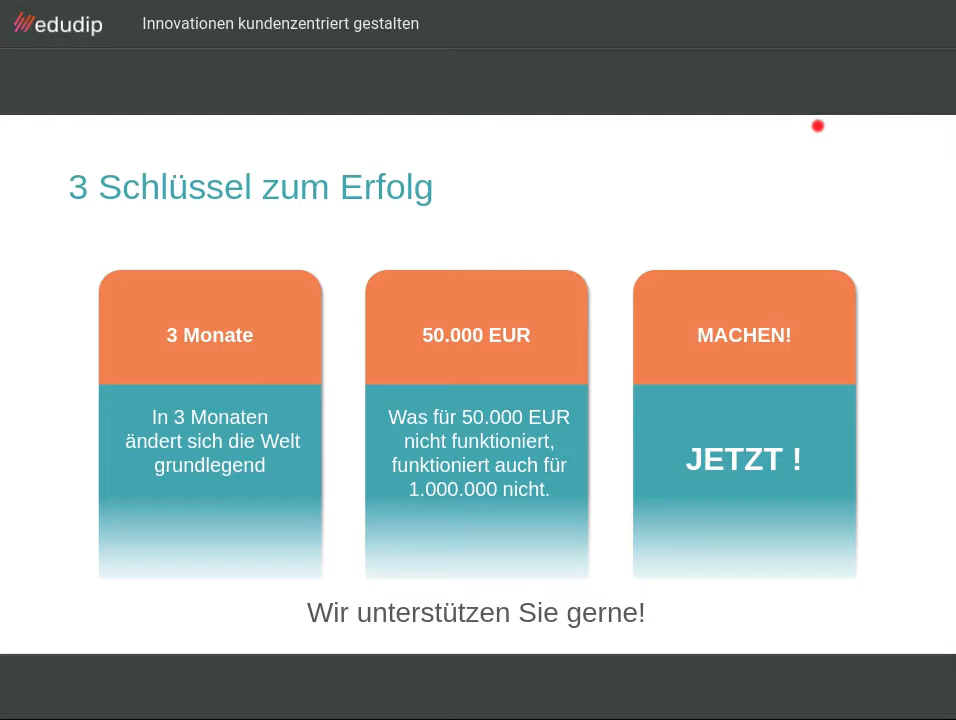 edudip
Innovationen kundenzentriert gestalten
3 Schlüssel zum Erfolg
3 Monate
In 3 Monaten
ändert sich die Welt
grundlegend
50.000 EUR
Was für 50.000 EUR
nicht funktioniert,
funktioniert auch für
1.000.000 nicht.
MACHEN!
JETZT !
Wir unterstützen Sie gerne!